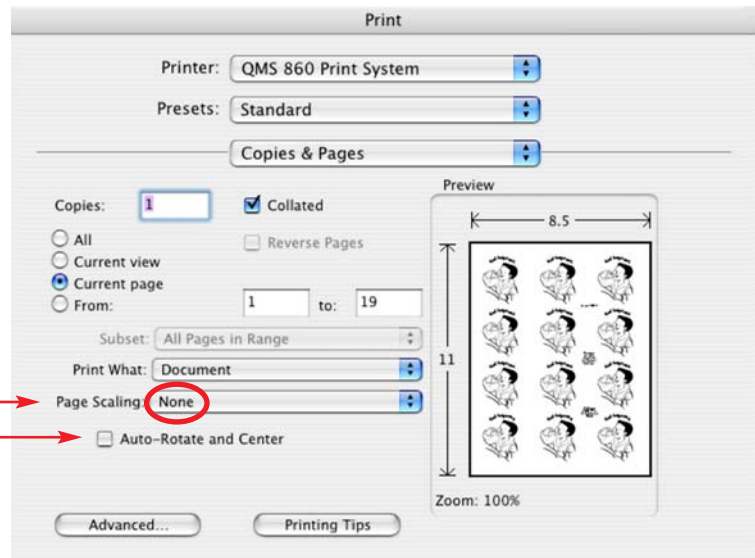 Print
Printer: QMS 860 Print System
Presets: Standard
Copies & Pages
Copies: 1 Collated
All Reverse Pages
Current view
Current page
From: 1 to: 19
Subset: All Pages in Range
Print What: Document
Page Scaling: None
Auto-Rotate and Center
Advanced... Printing Tips
Preview
8.5
11
Zoom: 100%